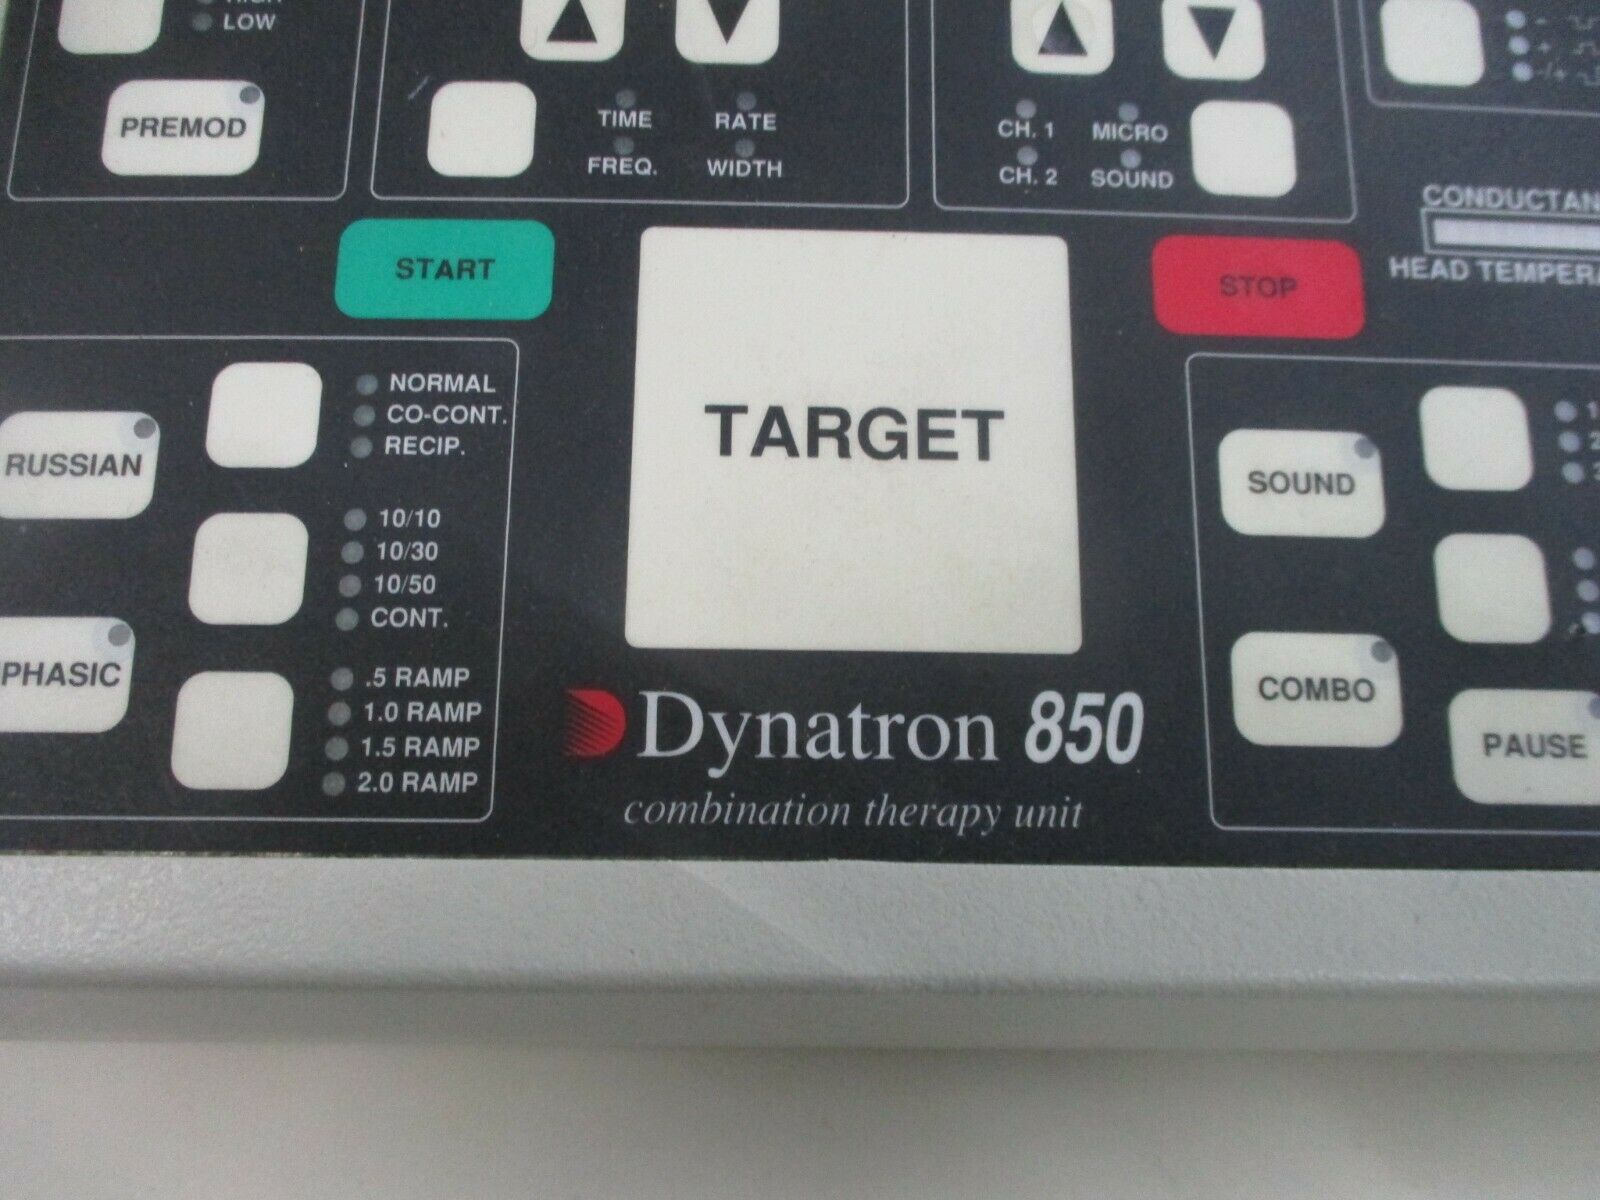 LOW
PREMOD
TIME RATE
FREQ. WIDTH
CH. 1 MICRO
CH. 2 SOUND
START
STOP
HEAD
NORMAL
CO-CONT.
RECIP.
RUSSIAN
10/10
10/30
10/50
CONT.
.5 RAMP
1.0 RAMP
1.5 RAMP
2.0 RAMP
PHASIC
TARGET
Dynatron 850
combination therapy unit
SOUND
COMBO
PAUSE
1
2